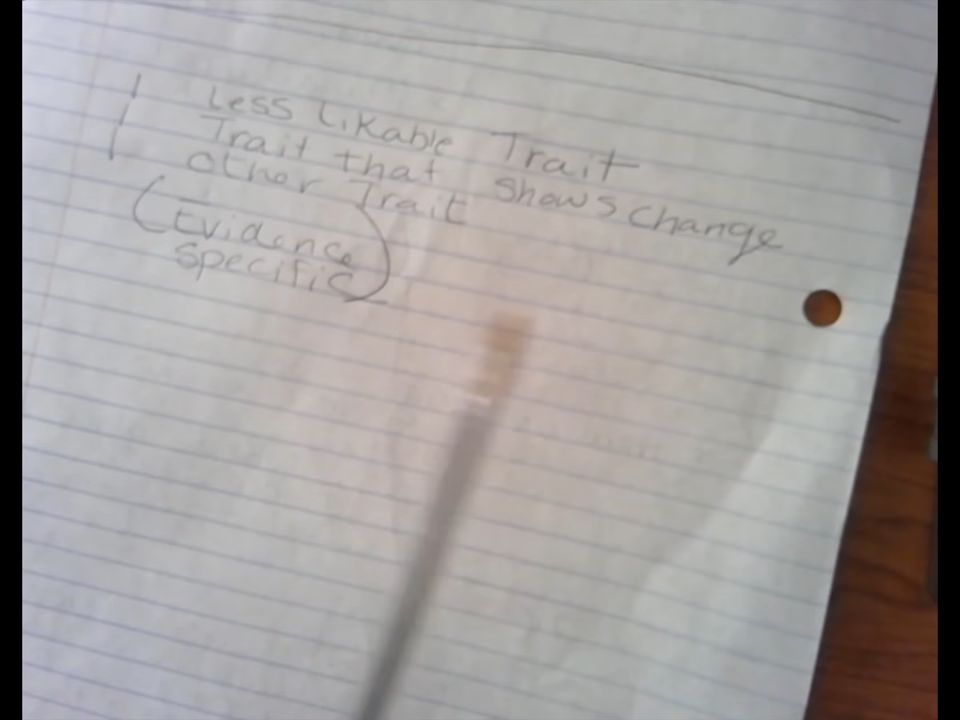 | Less Likable Trait
| Trait that shows change
| other Trait
(Evidence
specific)